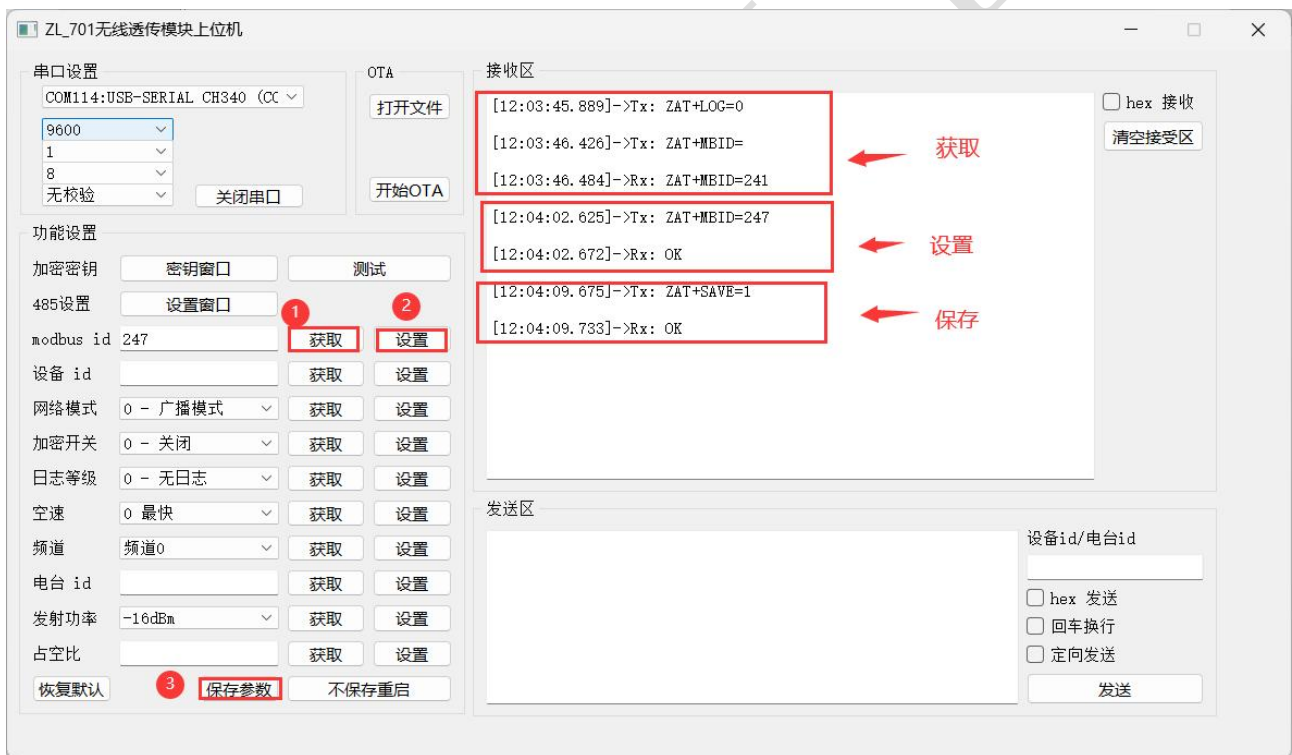 ZL_701无线透传模块上位机
串口设置
COM114:USB-SERIAL CH340 (CC
9600
1
8
无校验
关闭串口
OTA
打开文件
开始OTA
功能设置
加密密钥 密钥窗口 测试
485设置 设置窗口
1 2
modbus id 247 获取 设置
设备 id 获取 设置
网络模式 0 - 广播模式 获取 设置
加密开关 0 - 关闭 获取 设置
日志等级 0 - 无日志 获取 设置
空速 0 最快 获取 设置
频道 频道0 获取 设置
电台 id 获取 设置
发射功率 -16dBm 获取 设置
占空比 获取 设置
恢复默认 3 保存参数 不保存重启
接收区
[12:03:45.889]->Tx: ZAT+LOG=0
[12:03:46.426]->Tx: ZAT+MBID=
[12:03:46.484]->Rx: ZAT+MBID=241
获取
[12:04:02.625]->Tx: ZAT+MBID=247
[12:04:02.672]->Rx: OK
设置
[12:04:09.675]->Tx: ZAT+SAVE=1
[12:04:09.733]->Rx: OK
保存
hex 接收
清空接受区
发送区
设备id/电台id
hex 发送
回车换行
定向发送
发送